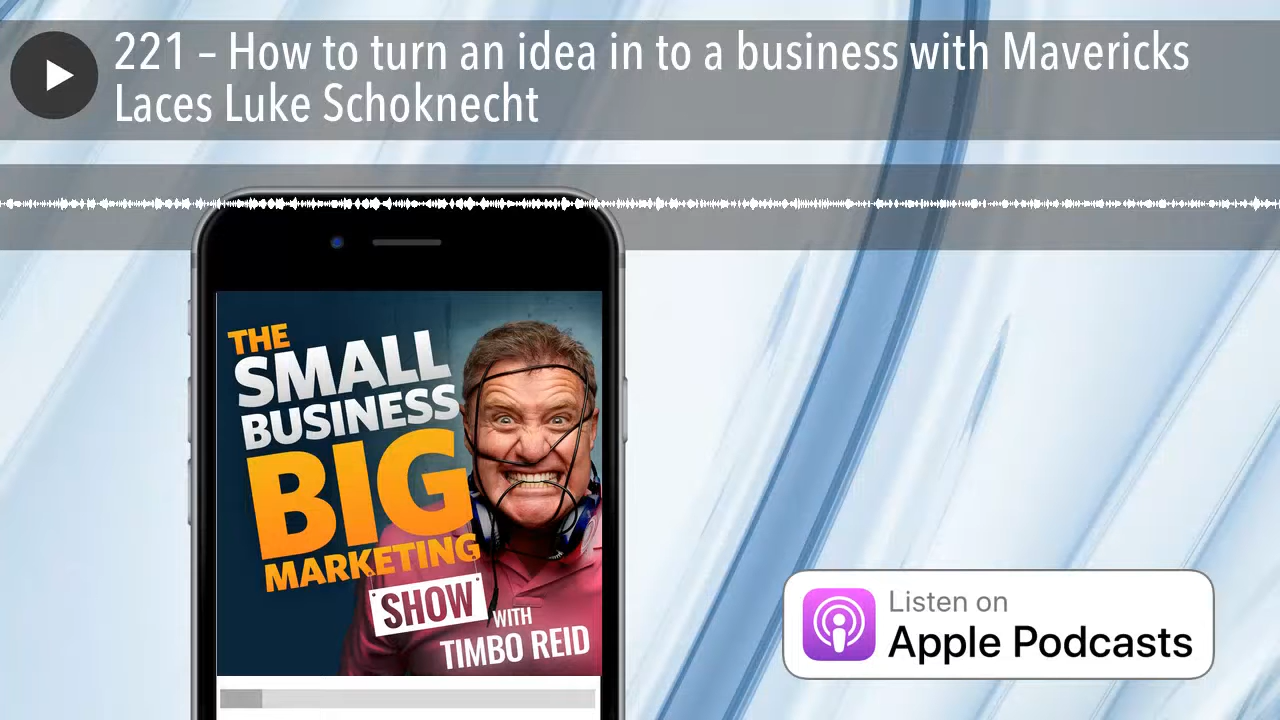 221 – How to turn an idea in to a business with Mavericks
Laces Luke Schoknecht
THE
SMALL
BUSINESS
BIG
MARKETING
SHOW
WITH
TIMBO REID
Listen on
Apple Podcasts